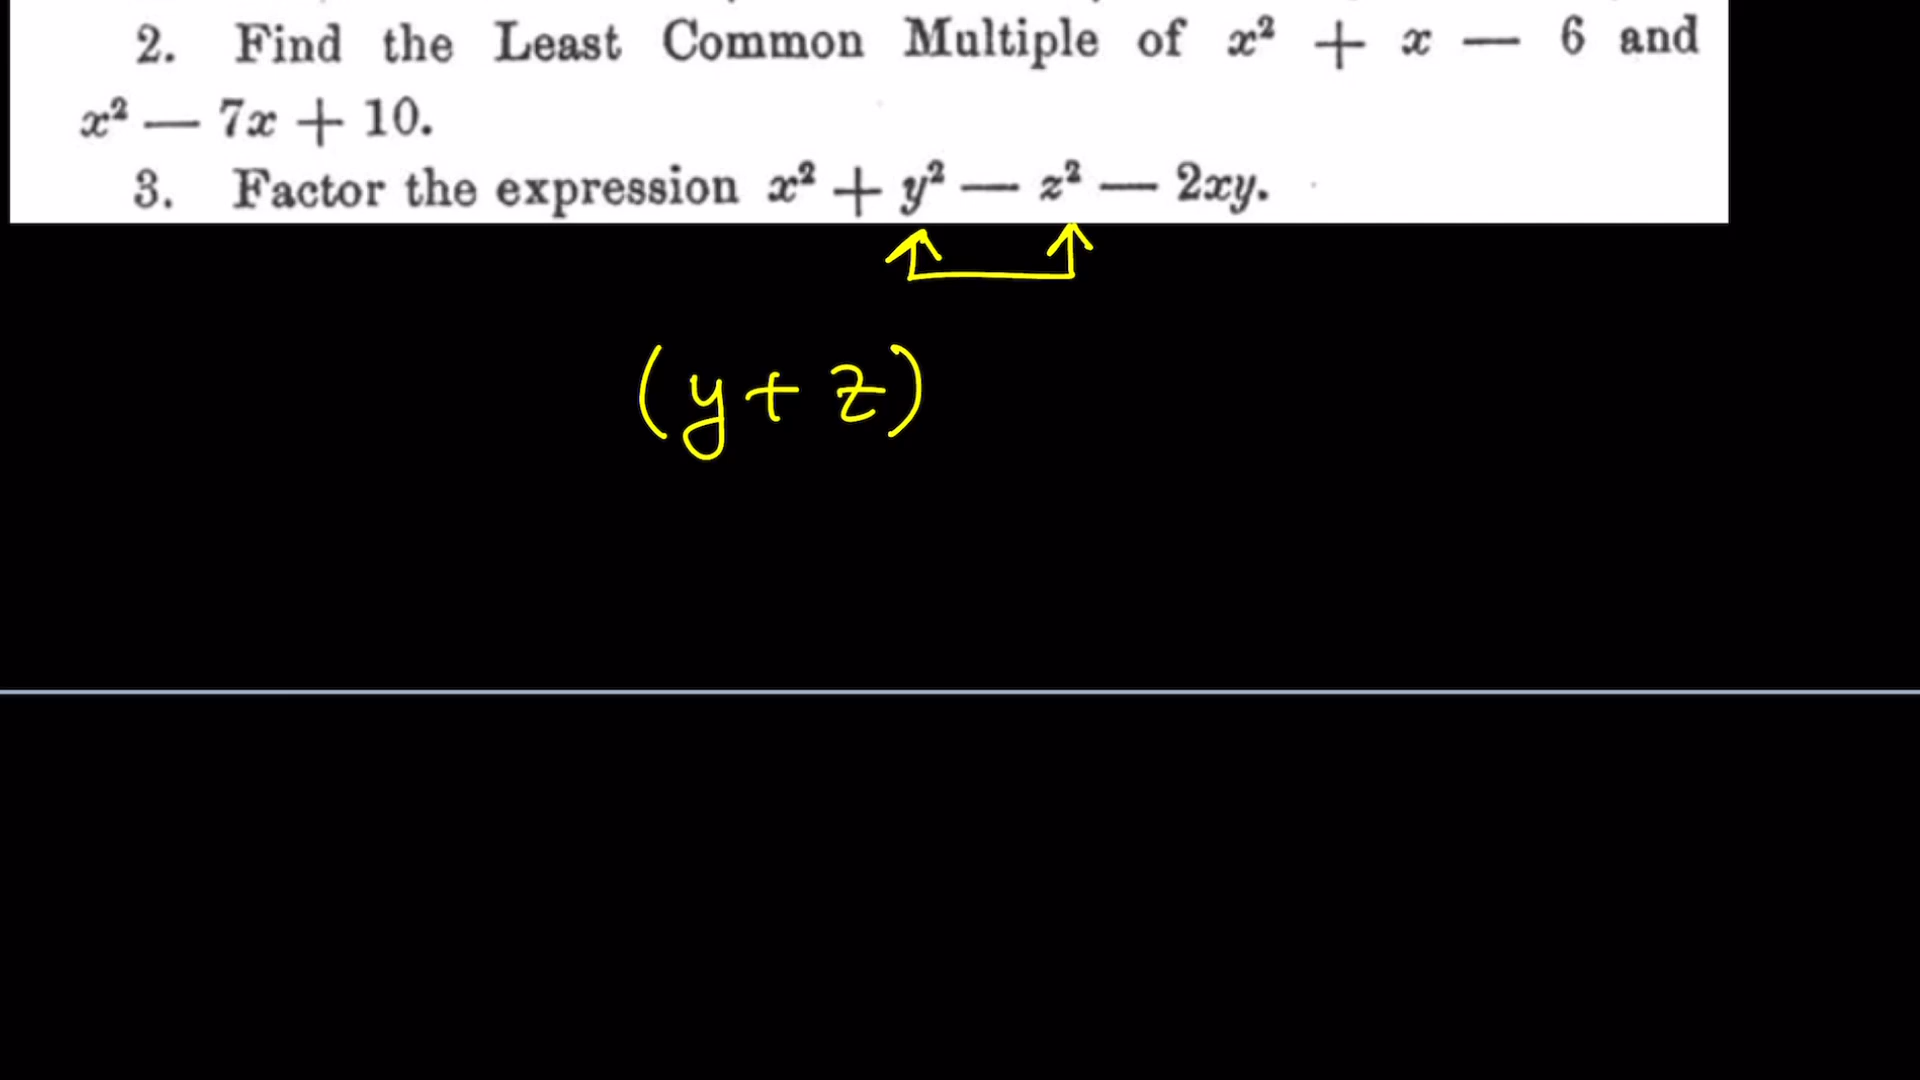 2. Find the Least Common Multiple of x² + x — 6 and
x² — 7x + 10.
3. Factor the expression x² + y² — z² — 2xy.
(y + z)